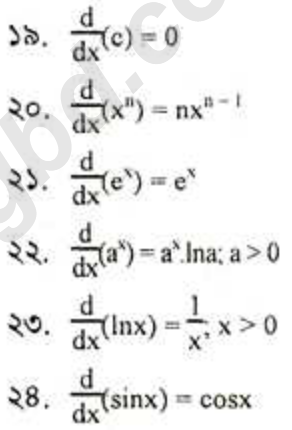 ১৯. d/dx(c) = 0
২০. d/dx(xⁿ) = nxⁿ⁻¹
২১. d/dx(eˣ) = eˣ
২২. d/dx(aˣ) = aˣ.lna; a > 0
২৩. d/dx(lnx) = 1/x, x > 0
২৪. d/dx(sinx) = cosx